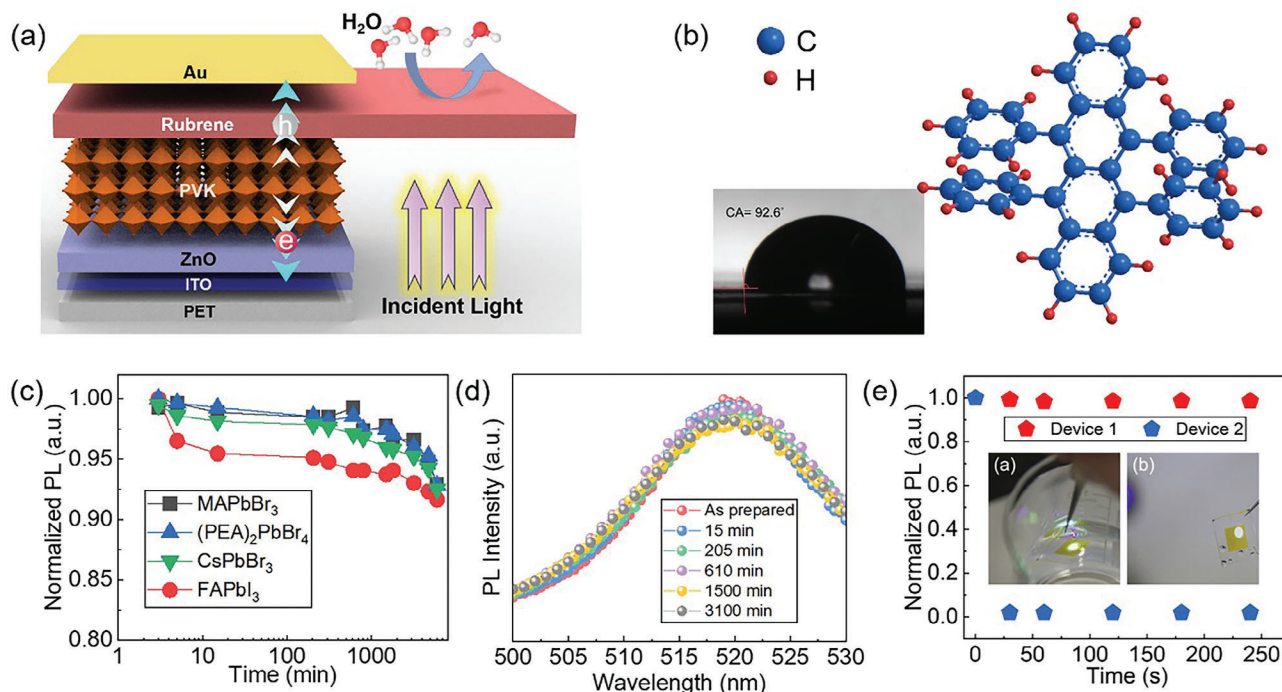 (a)
H₂O
Au
Rubrene
h
PVK
e
ZnO
ITO
PET
Incident Light
(b)
C
H
CA= 92.6°
(c)
Normalized PL (a.u.)
1.00
0.95
0.90
0.85
0.80
MAPbBr₃
(PEA)₂PbBr₄
CsPbBr₃
FAPbI₃
1 10 100 1000
Time (min)
(d)
PL Intensity (a.u.)
As prepared
15 min
205 min
610 min
1500 min
3100 min
500 505 510 515 520 525 530
Wavelength (nm)
(e)
Normalized PL (a.u.)
1.0
0.8
0.6
0.4
0.2
0.0
Device 1 Device 2
(a) (b)
0 50 100 150 200 250
Time (s)